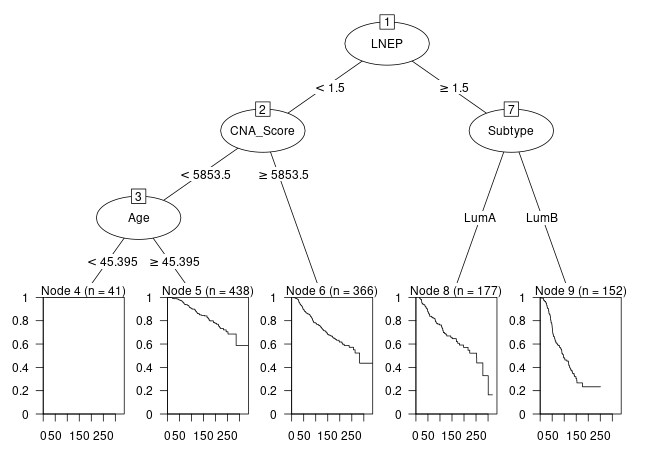 1
LNEP
< 1.5
≥ 1.5
2
CNA_Score
7
Subtype
< 5853.5
≥ 5853.5
3
Age
LumA
LumB
< 45.395
≥ 45.395
Node 4 (n = 41)
Node 5 (n = 438)
Node 6 (n = 366)
Node 8 (n = 177)
Node 9 (n = 152)
1 1 1 1 1
0.8 0.8 0.8 0.8 0.8
0.6 0.6 0.6 0.6 0.6
0.4 0.4 0.4 0.4 0.4
0.2 0.2 0.2 0.2 0.2
0 0 0 0 0
0 50 150 250 0 50 150 250 0 50 150 250 0 50 150 250 0 50 150 250